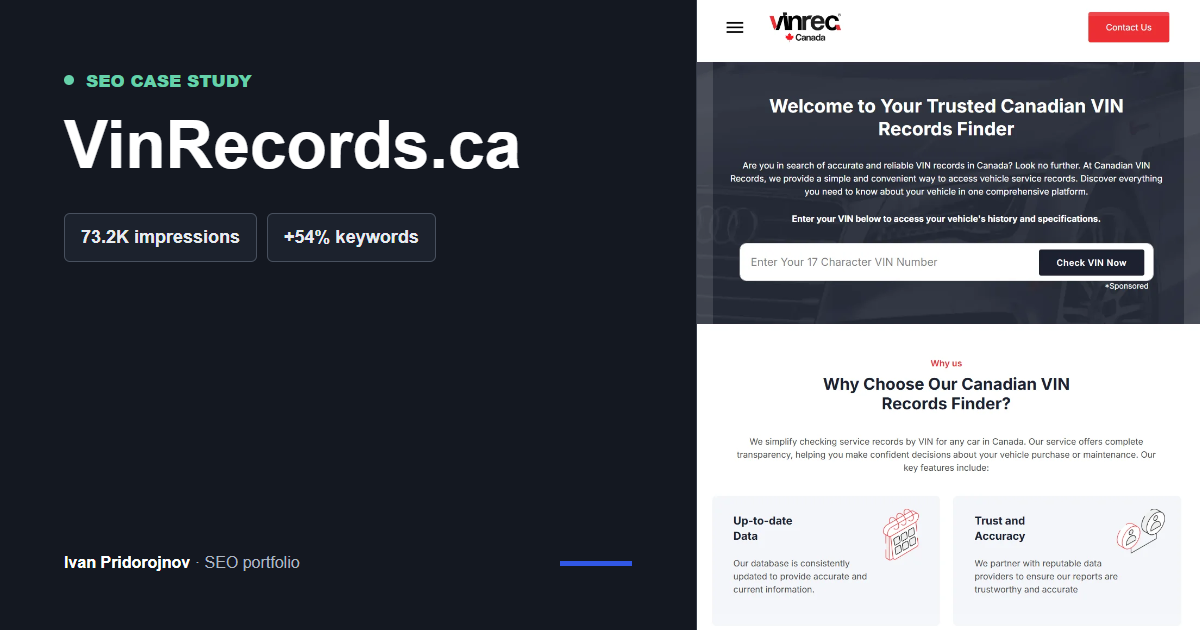 SEO CASE STUDY
VinRecords.ca
73.2K impressions
+54% keywords
Ivan Pridorojnov · SEO portfolio
vinrec.
Canada
Contact Us
Welcome to Your Trusted Canadian VIN
Records Finder
Are you in search of accurate and reliable VIN records in Canada? Look no further. At Canadian VIN
Records, we provide a simple and convenient way to access vehicle service records. Discover everything
you need to know about your vehicle in one comprehensive platform.
Enter your VIN below to access your vehicle's history and specifications.
Enter Your 17 Character VIN Number
Check VIN Now
*Sponsored
Why us
Why Choose Our Canadian VIN
Records Finder?
We simplify checking service records by VIN for any car in Canada. Our service offers complete
transparency, helping you make confident decisions about your vehicle purchase or maintenance. Our
key features include:
Up-to-date
Data
Our database is consistently
updated to provide accurate and
current information.
Trust and
Accuracy
We partner with reputable data
providers to ensure our reports are
trustworthy and accurate